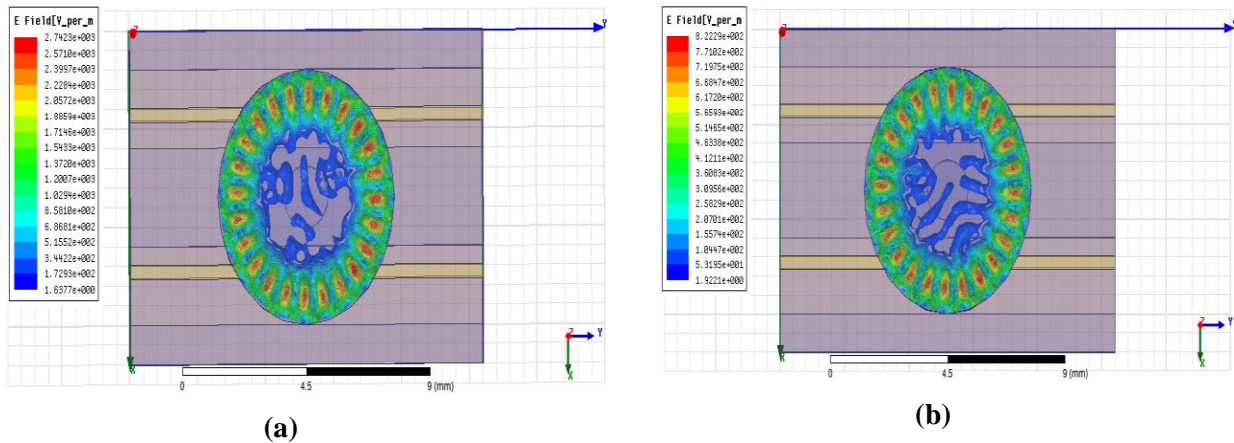 E Field[V_per_m
2.7423e+003
2.5710e+003
2.3997e+003
2.2284e+003
2.0572e+003
1.8859e+003
1.7146e+003
1.5433e+003
1.3720e+003
1.2007e+003
1.0294e+003
8.5810e+002
6.8681e+002
5.1552e+002
3.4422e+002
1.7293e+002
1.6377e+000
Z
Y
X
Z
Y
X
0
4.5
9 (mm)
(a)
E Field[V_per_m
8.2229e+002
7.7102e+002
7.1975e+002
6.6847e+002
6.1720e+002
5.6593e+002
5.1465e+002
4.6338e+002
4.1211e+002
3.6083e+002
3.0956e+002
2.5829e+002
2.0701e+002
1.5574e+002
1.0447e+002
5.3195e+001
1.9221e+000
Z
Y
X
Z
Y
X
0
4.5
9 (mm)
(b)